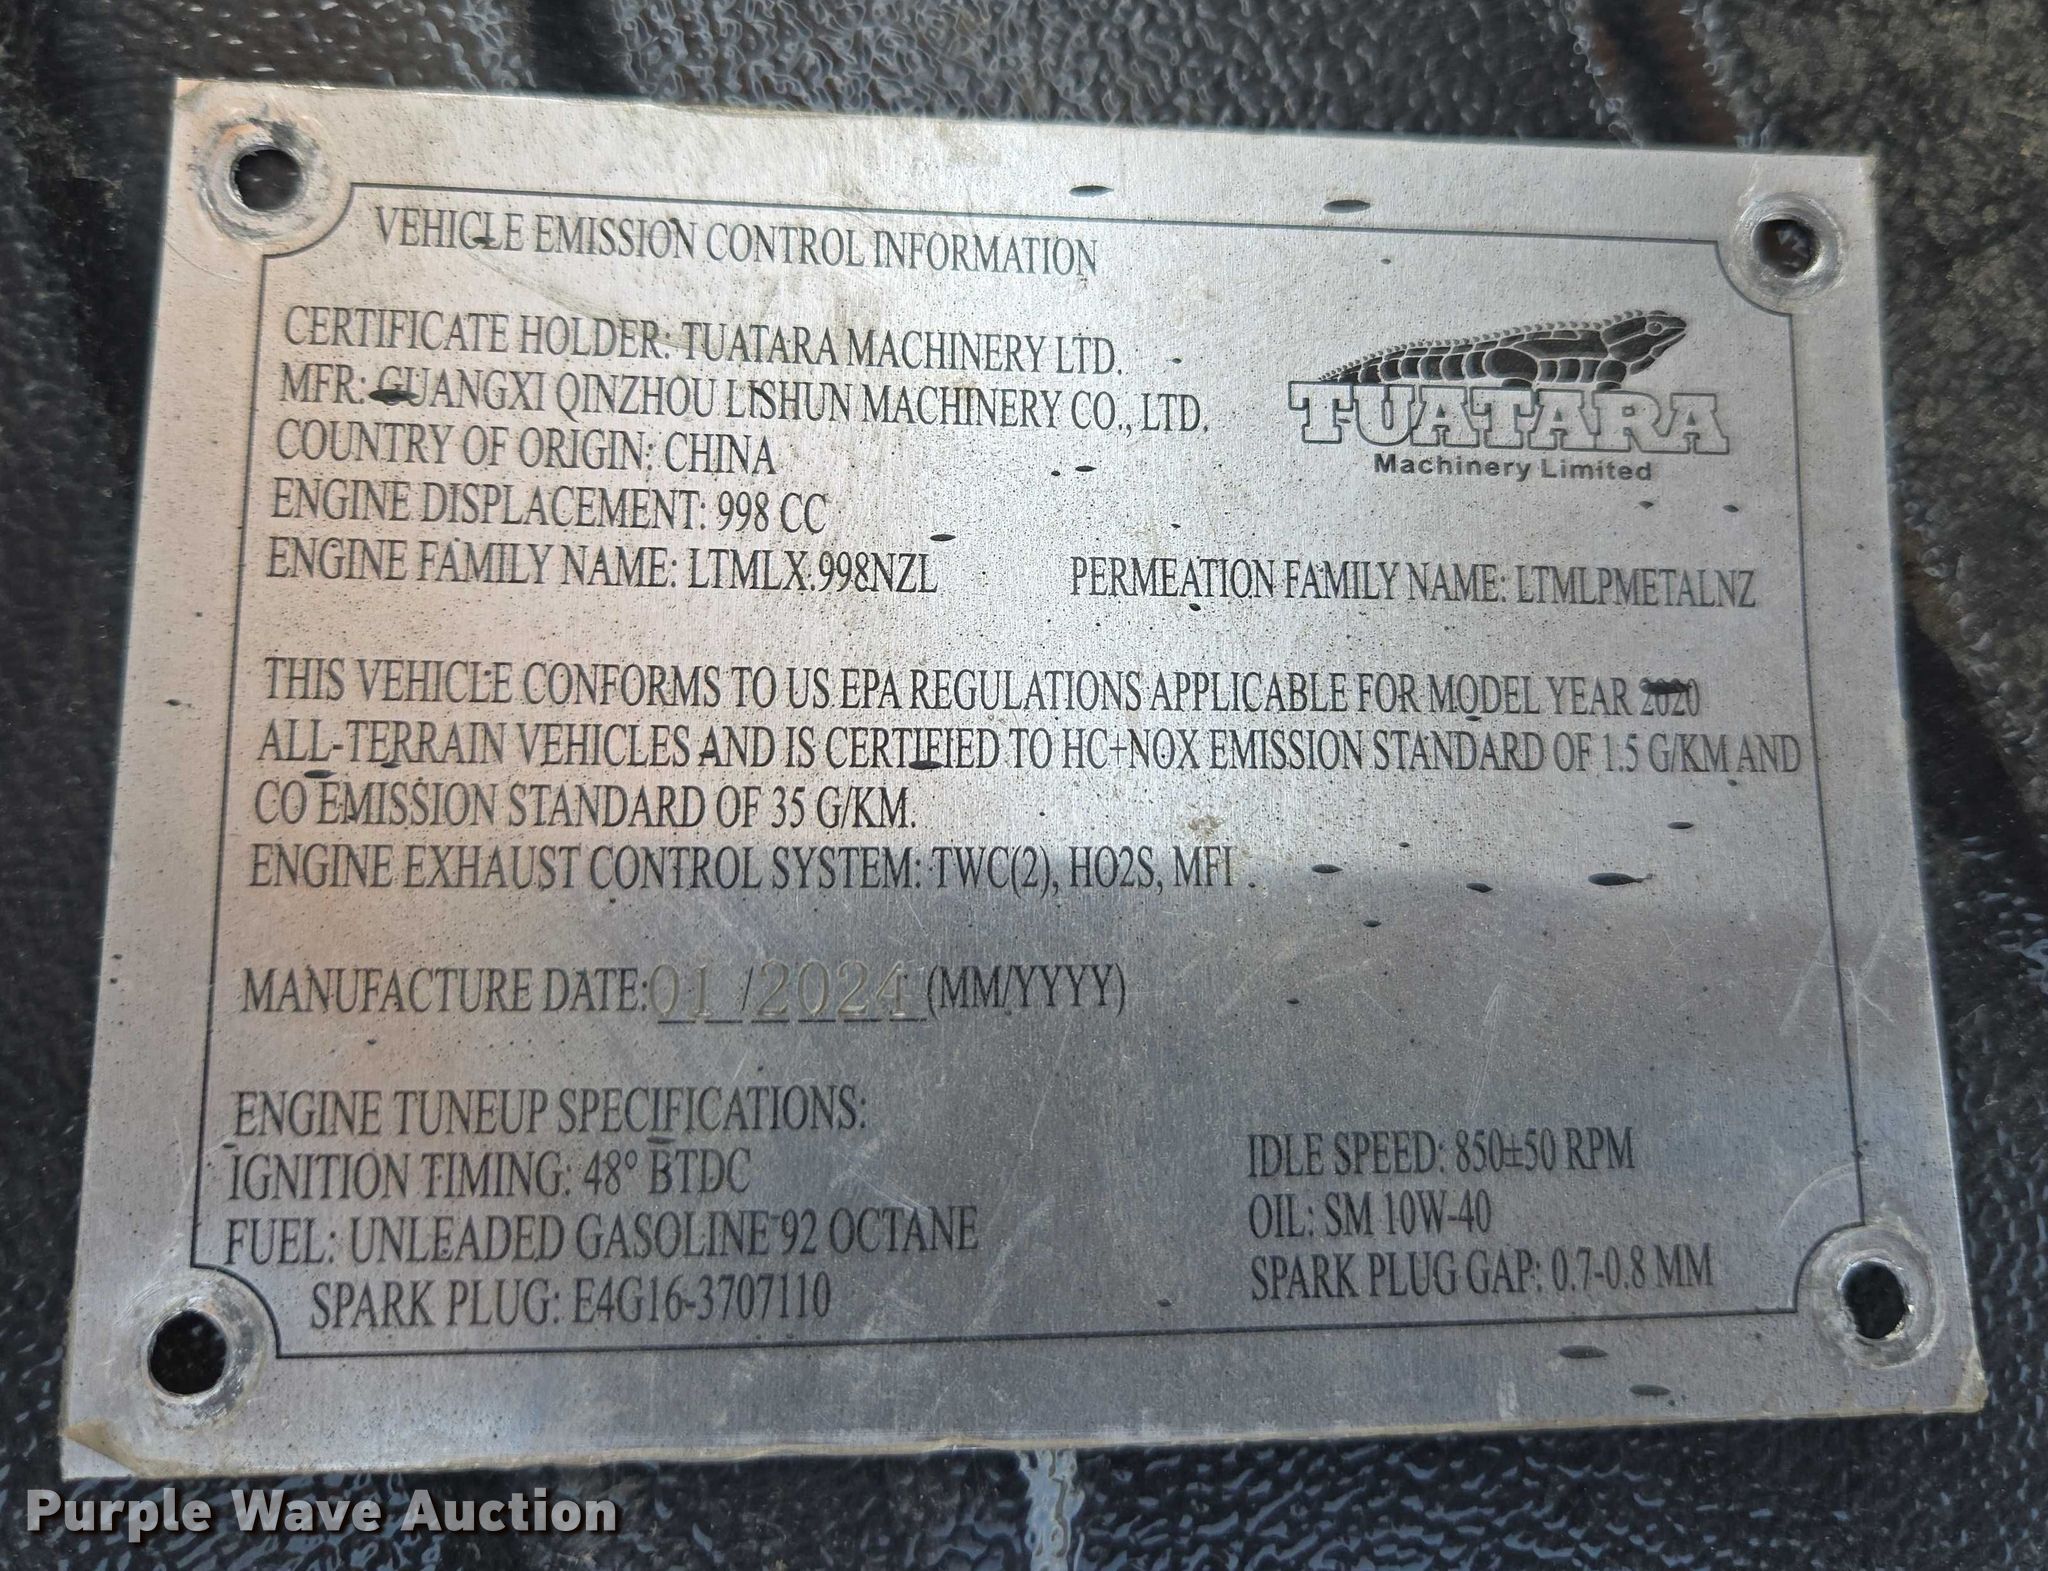 VEHICLE EMISSION CONTROL INFORMATION
CERTIFICATE HOLDER: TUATARA MACHINERY LTD.
MFR: GUANGXI QINZHOU LISHUN MACHINERY CO., LTD.
COUNTRY OF ORIGIN: CHINA
ENGINE DISPLACEMENT: 998 CC
ENGINE FAMILY NAME: LTMLX.998NZL PERMEATION FAMILY NAME: LTMLPMETALNZ
TUATARA
Machinery Limited
THIS VEHICLE CONFORMS TO US EPA REGULATIONS APPLICABLE FOR MODEL YEAR 2020
ALL-TERRAIN VEHICLES AND IS CERTIFIED TO HC+NOX EMISSION STANDARD OF 1.5 G/KM AND
CO EMISSION STANDARD OF 35 G/KM.
ENGINE EXHAUST CONTROL SYSTEM: TWC(2), HO2S, MFI .
MANUFACTURE DATE: 01 /2024 (MM/YYYY)
ENGINE TUNEUP SPECIFICATIONS:
IGNITION TIMING: 48° BTDC
FUEL: UNLEADED GASOLINE 92 OCTANE
SPARK PLUG: E4G16-3707110
IDLE SPEED: 850±50 RPM
OIL: SM 10W-40
SPARK PLUG GAP: 0.7-0.8 MM
Purple Wave Auction